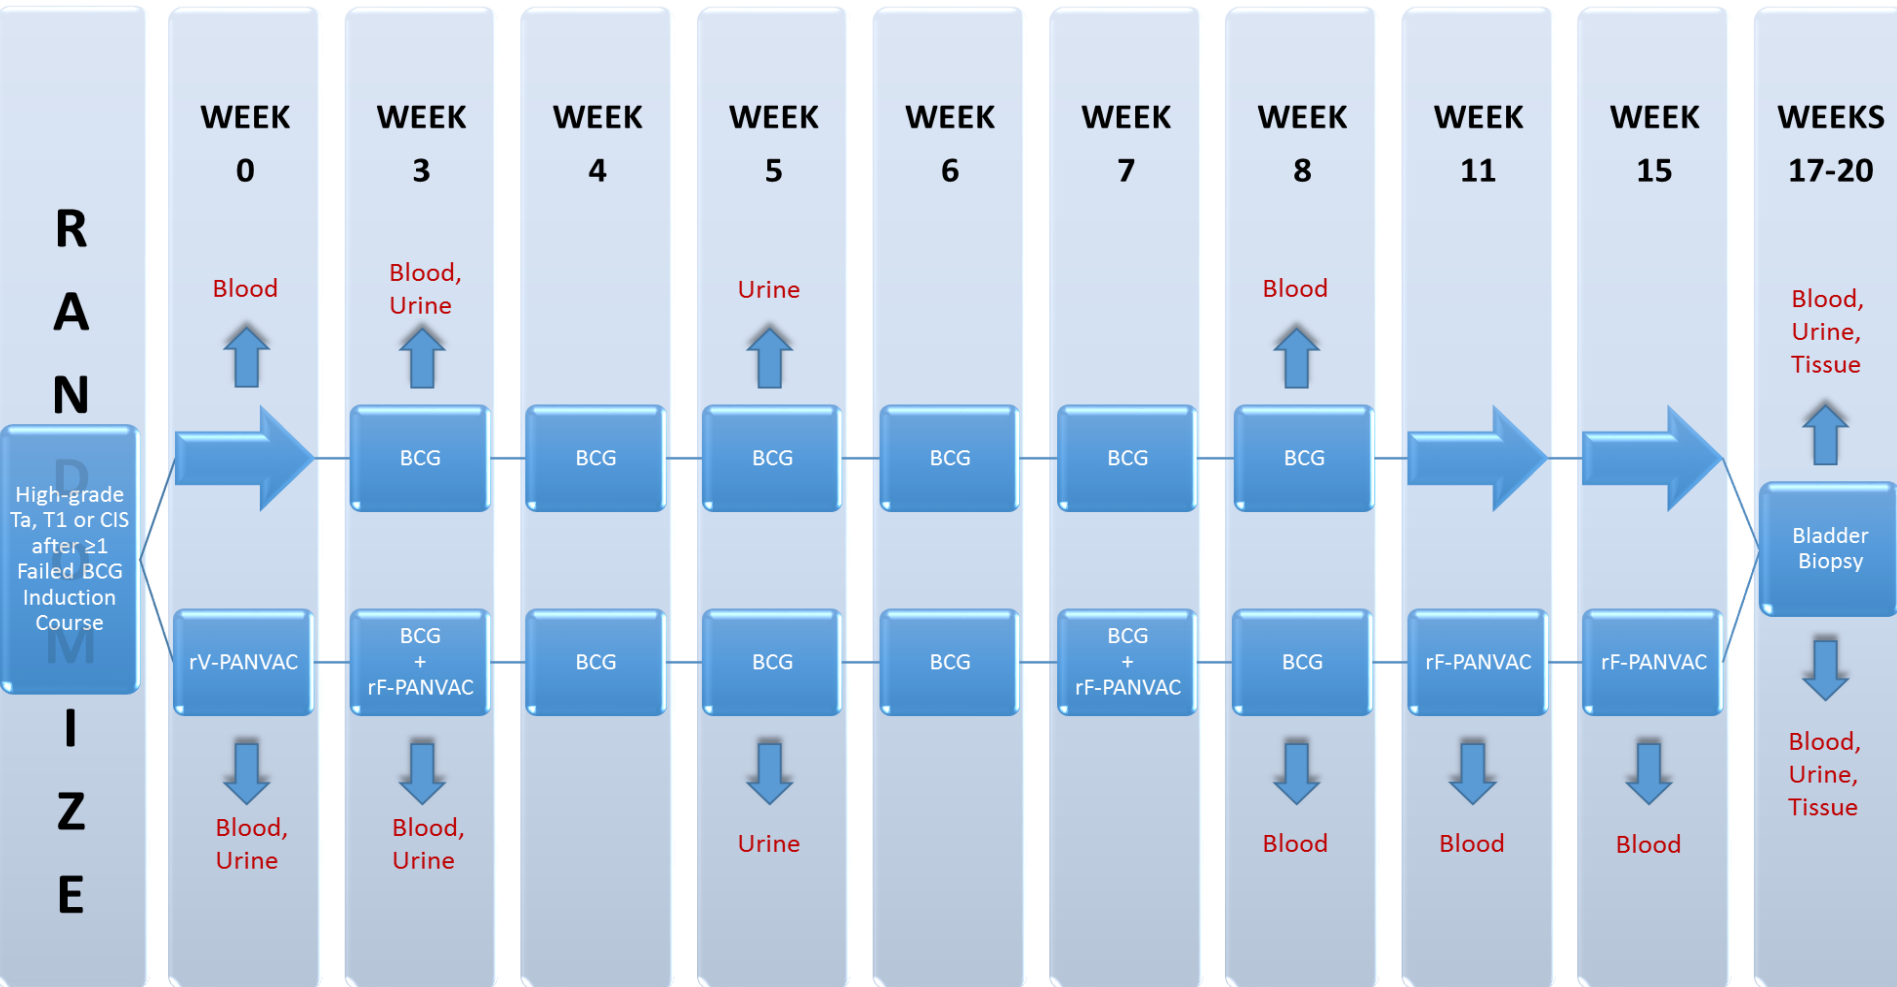 R
A
N
D
O
M
I
Z
E
High-grade
Ta, T1 or CIS
after ≥1
Failed BCG
Induction
Course
WEEK
0
WEEK
3
WEEK
4
WEEK
5
WEEK
6
WEEK
7
WEEK
8
WEEK
11
WEEK
15
WEEKS
17-20
Blood
Blood,
Urine
Urine
Blood
Blood,
Urine,
Tissue
BCG
BCG
BCG
BCG
BCG
BCG
Bladder
Biopsy
rV-PANVAC
BCG
+
rF-PANVAC
BCG
BCG
BCG
BCG
+
rF-PANVAC
BCG
rF-PANVAC
rF-PANVAC
Blood,
Urine
Blood,
Urine
Urine
Blood
Blood
Blood
Blood,
Urine,
Tissue